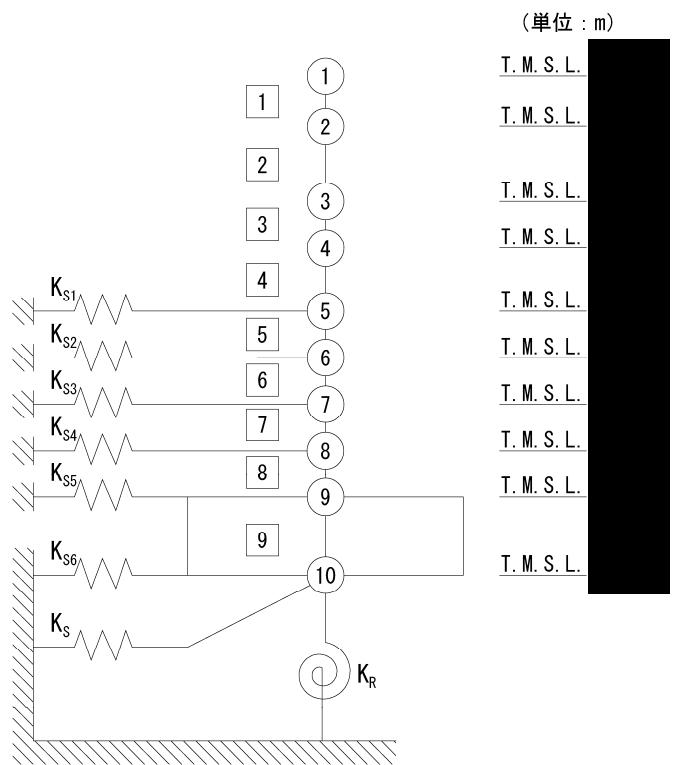 (単位:m)
1 T.M.S.L.
1
2 T.M.S.L.
2
3 T.M.S.L.
3
4 T.M.S.L.
4
KS1 5 T.M.S.L.
5
KS2 6 T.M.S.L.
6
KS3 7 T.M.S.L.
7
KS4 8 T.M.S.L.
8
KS5 9 T.M.S.L.
9
KS6 10 T.M.S.L.
KS
KR